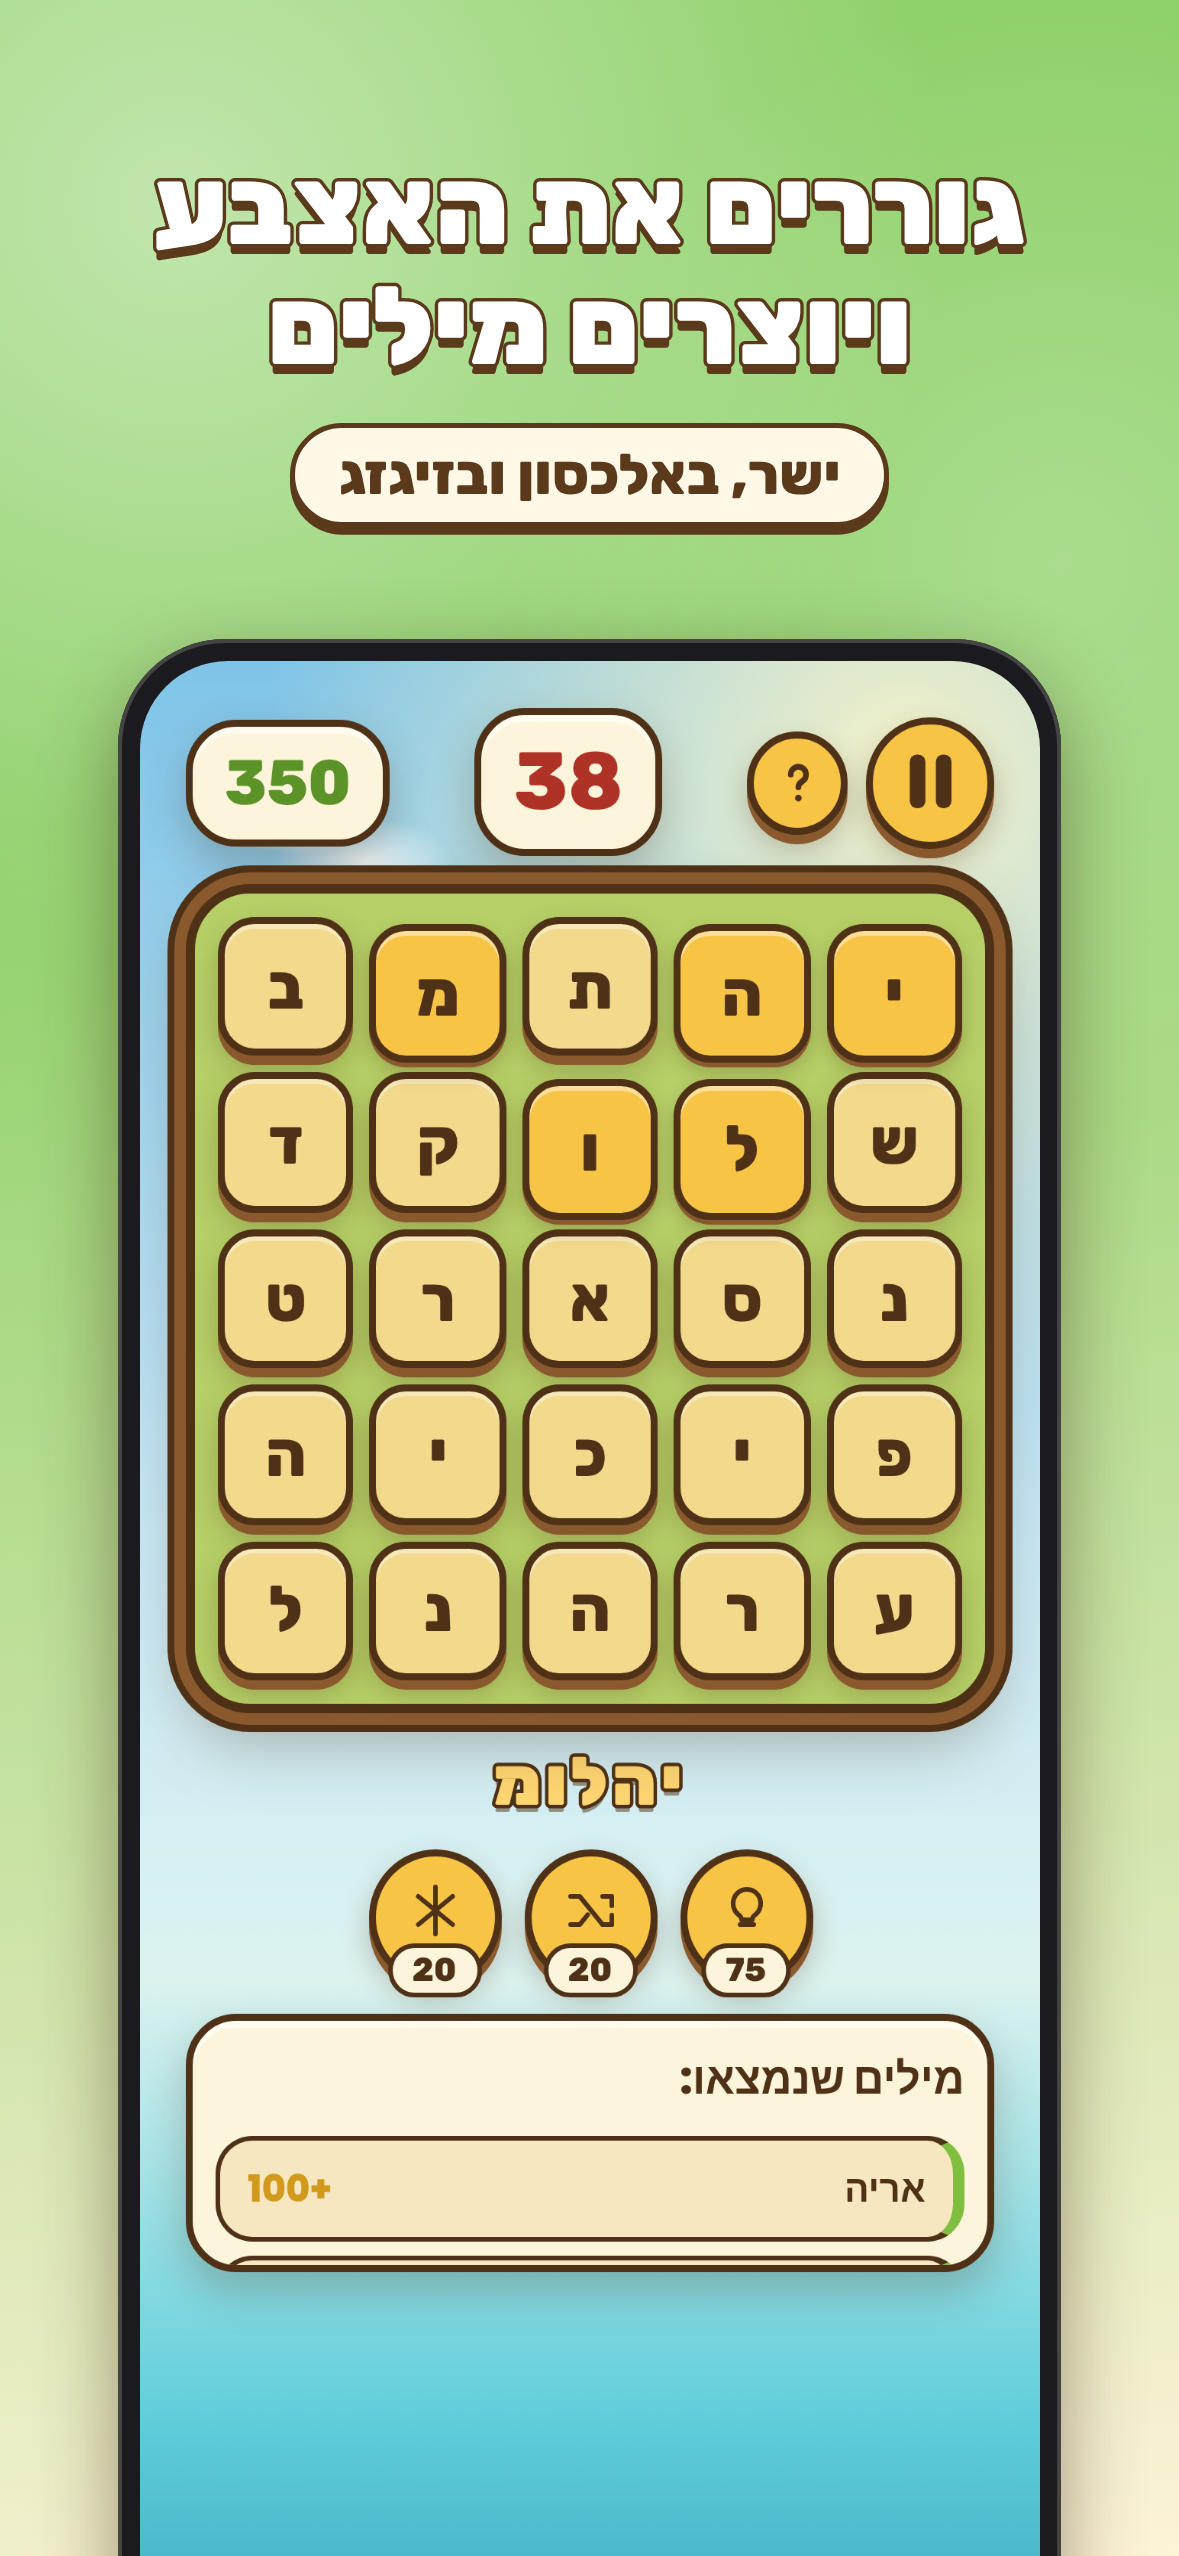 גוררים את האצבע
ויוצרים מילים
ישר, באלכסון ובזיגזג
? 38 350
י ה ת מ ב
ש ל ו ק ד
נ ס א ר ט
פ י כ י ה
ע ר ה נ ל
יהלומ
75 20 20
מילים שנמצאו:
אריה +100